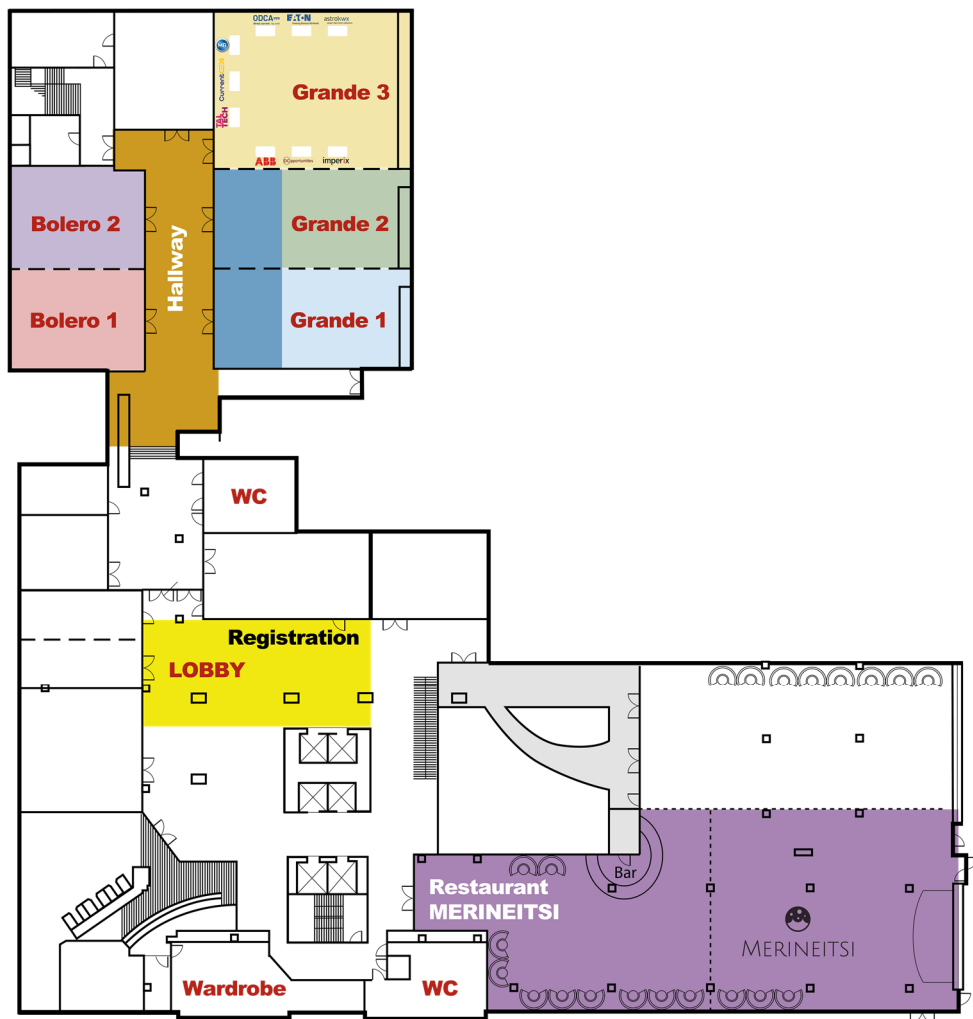 ODCA
EATON
astrolkwx
Current
TAL
TECH
Grande 3
ABB
opportunities
imperix
Bolero 2
Grande 2
Hallway
Bolero 1
Grande 1
WC
Registration
LOBBY
Bar
Restaurant
MERINEITSI
MERINEITSI
Wardrobe
WC